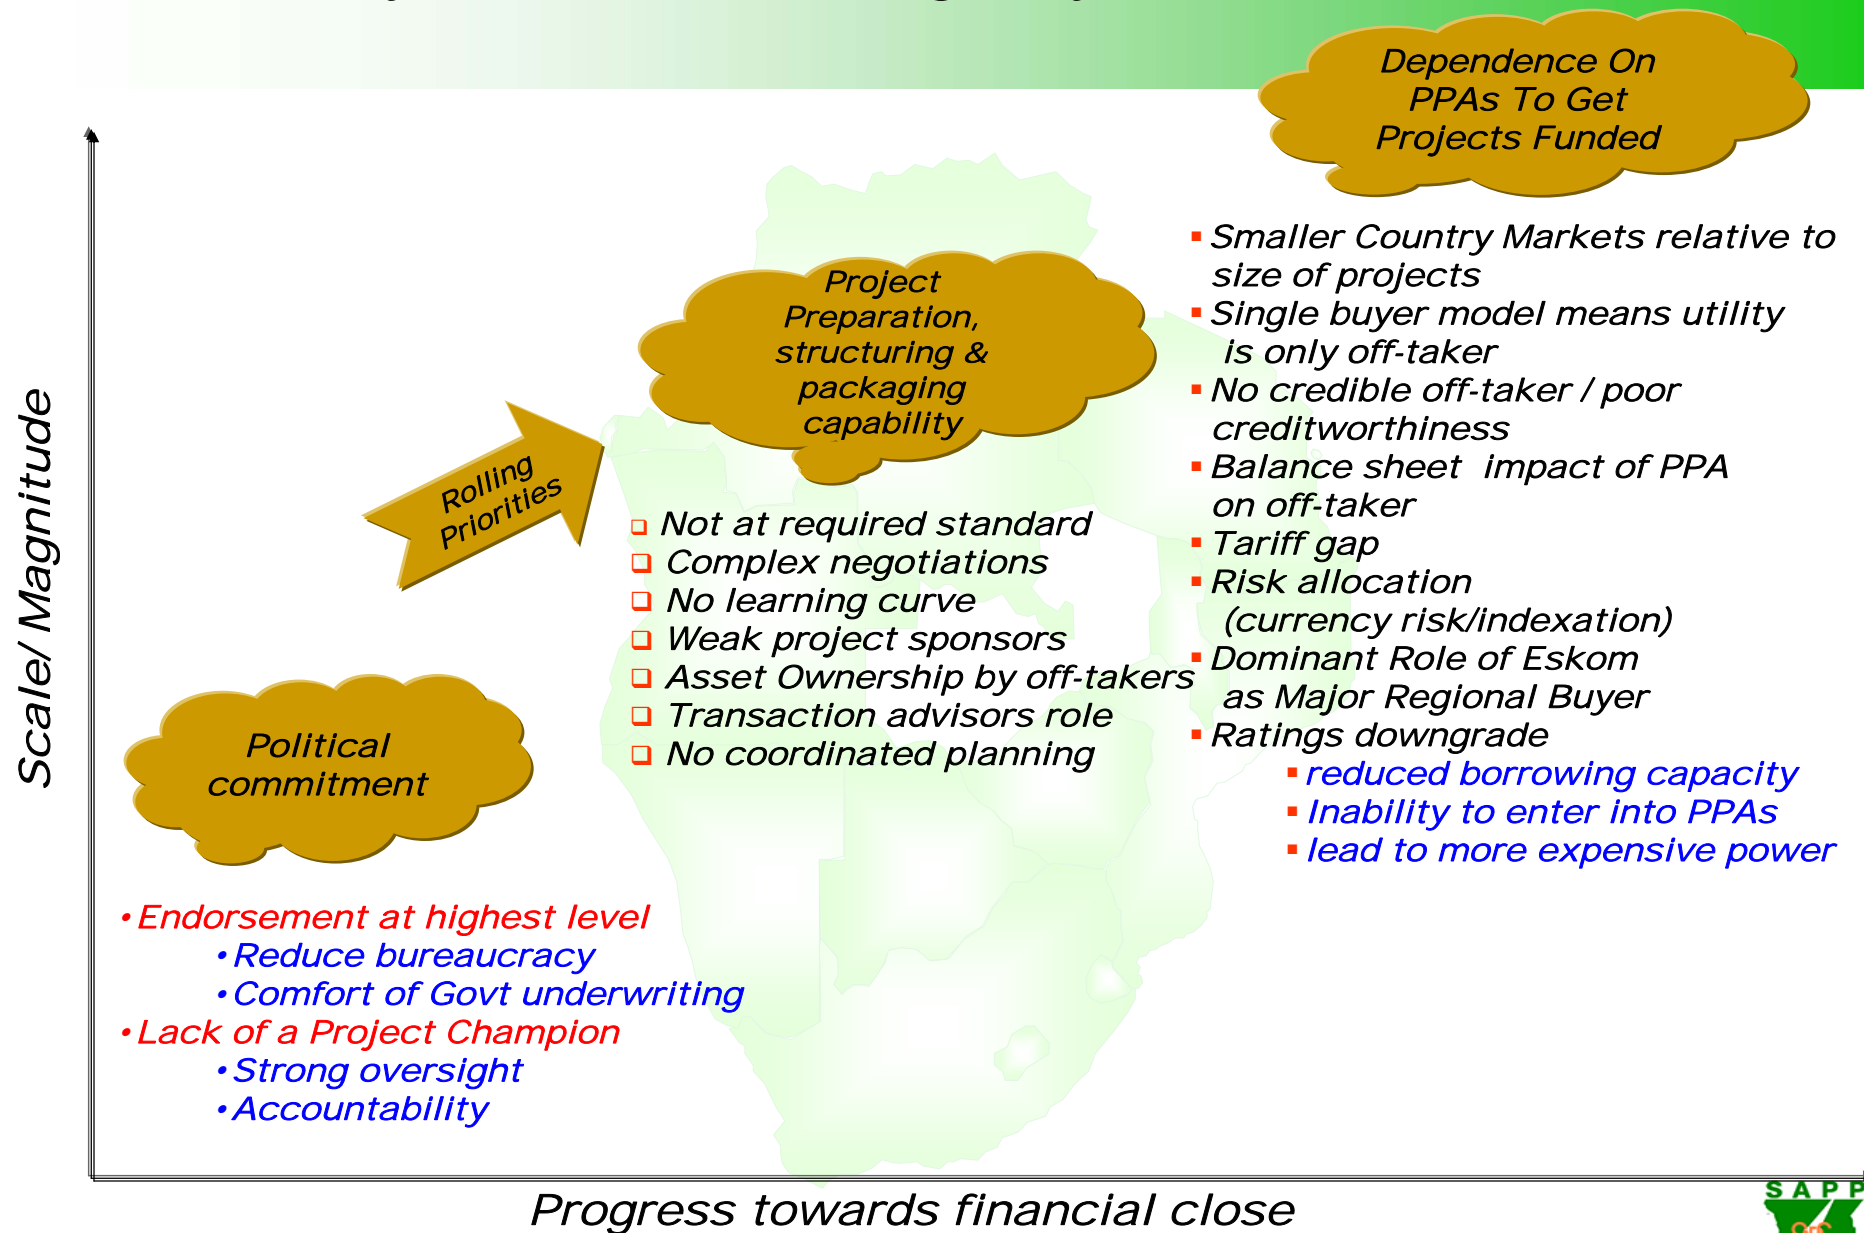 Dependence On
PPAs To Get
Projects Funded
▪Smaller Country Markets relative to
size of projects
▪Single buyer model means utility
is only off-taker
▪No credible off-taker / poor
creditworthiness
▪Balance sheet impact of PPA
on off-taker
▪Tariff gap
▪Risk allocation
(currency risk/indexation)
▪Dominant Role of Eskom
as Major Regional Buyer
▪Ratings downgrade
▪reduced borrowing capacity
▪Inability to enter into PPAs
▪lead to more expensive power
Project
Preparation,
structuring &
packaging
capability
❑ Not at required standard
❑ Complex negotiations
❑ No learning curve
❑ Weak project sponsors
❑ Asset Ownership by off-takers
❑ Transaction advisors role
❑ No coordinated planning
Rolling
Priorities
Scale/ Magnitude
Political
commitment
•Endorsement at highest level
•Reduce bureaucracy
•Comfort of Govt underwriting
•Lack of a Project Champion
•Strong oversight
•Accountability
Progress towards financial close
SAPP